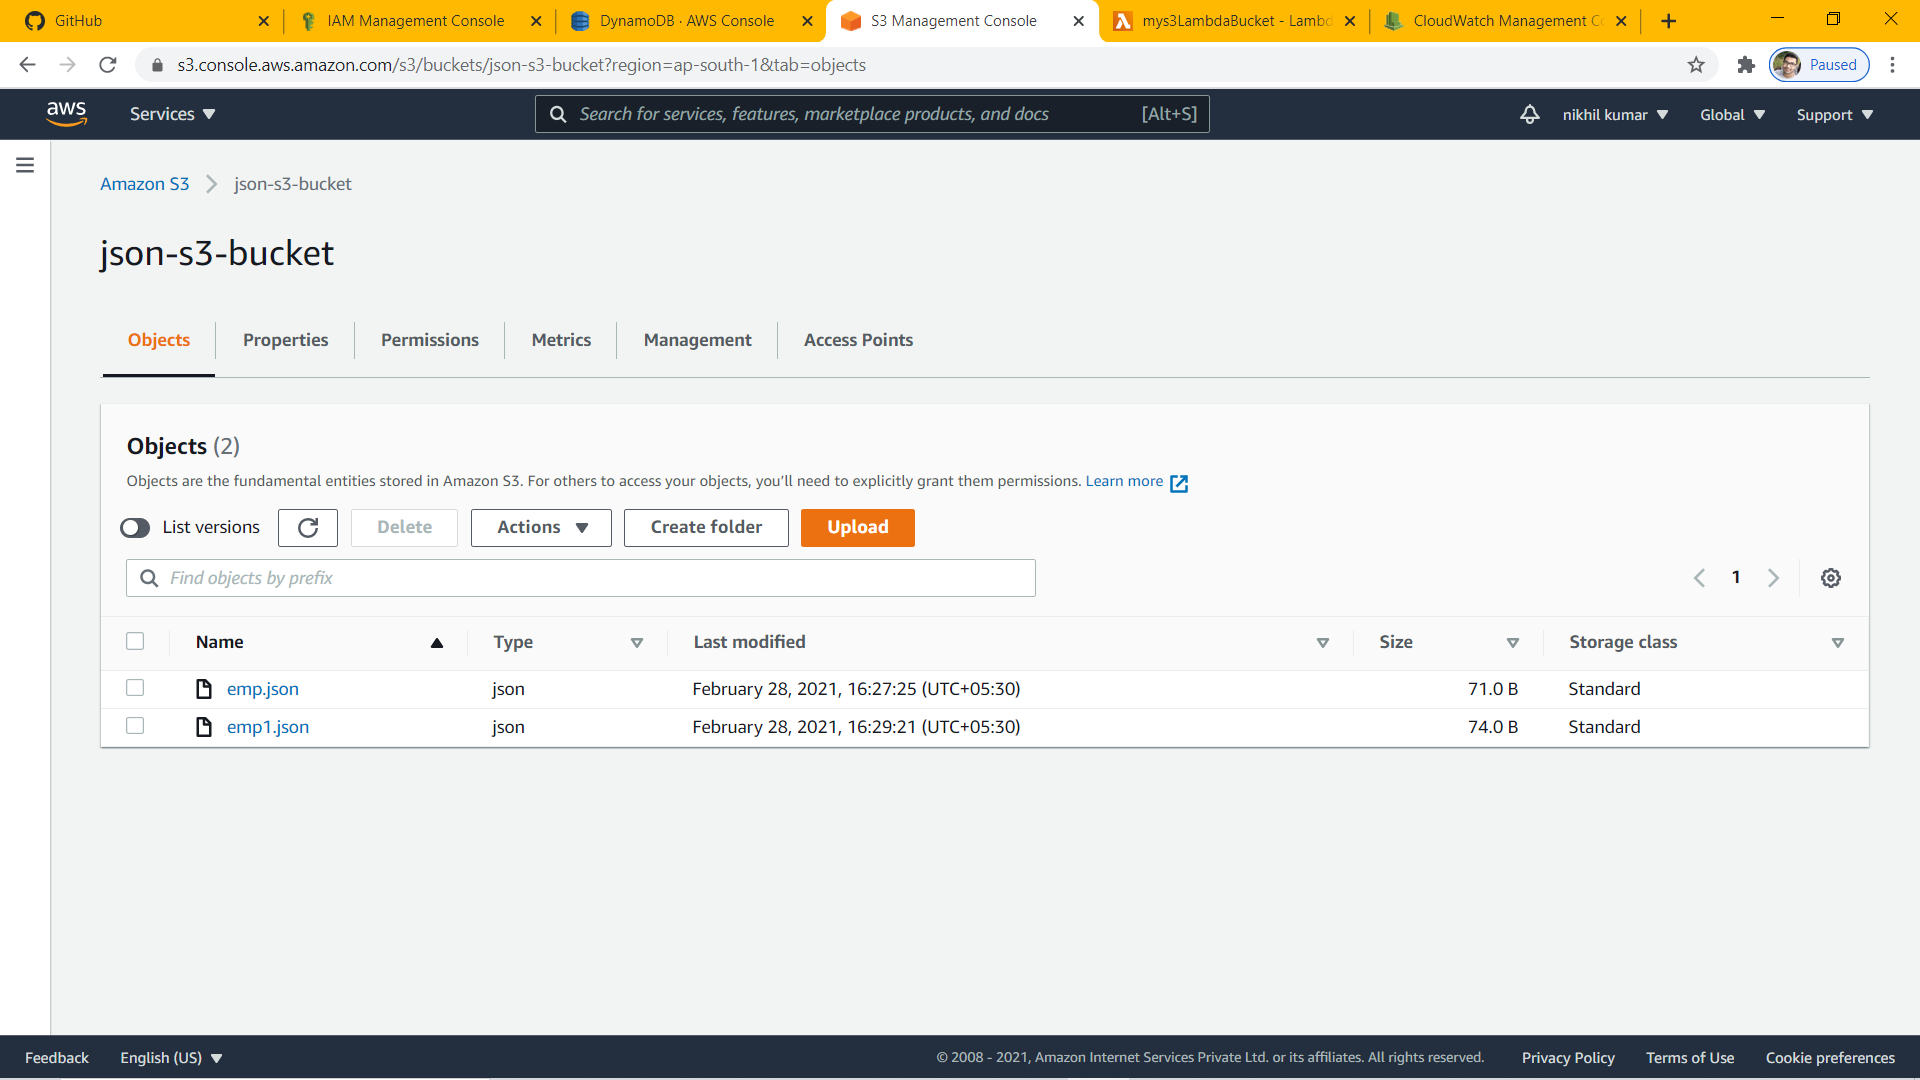 GitHub
IAM Management Console
DynamoDB · AWS Console
S3 Management Console
mys3LambdaBucket - Lambd
CloudWatch Management Co
s3.console.aws.amazon.com/s3/buckets/json-s3-bucket?region=ap-south-1&tab=objects
Paused
aws
Services
Search for services, features, marketplace products, and docs
[Alt+S]
nikhil kumar
Global
Support
Amazon S3
json-s3-bucket
json-s3-bucket
Objects
Properties
Permissions
Metrics
Management
Access Points
Objects (2)
Objects are the fundamental entities stored in Amazon S3. For others to access your objects, you’ll need to explicitly grant them permissions. Learn more
List versions
Delete
Actions
Create folder
Upload
Find objects by prefix
1
Name
Type
Last modified
Size
Storage class
emp.json
json
February 28, 2021, 16:27:25 (UTC+05:30)
71.0 B
Standard
emp1.json
json
February 28, 2021, 16:29:21 (UTC+05:30)
74.0 B
Standard
Feedback
English (US)
© 2008 - 2021, Amazon Internet Services Private Ltd. or its affiliates. All rights reserved.
Privacy Policy
Terms of Use
Cookie preferences